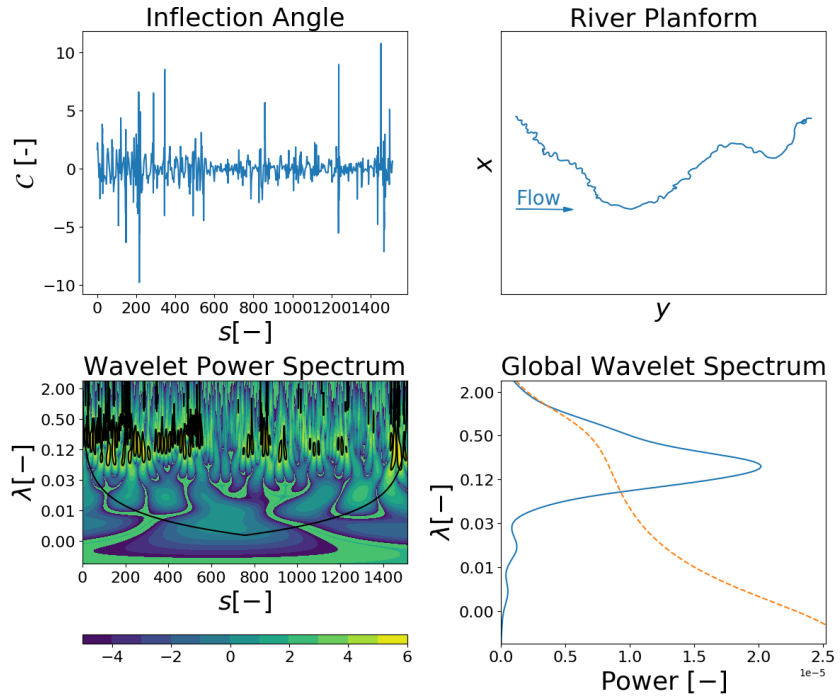 Inflection Angle
10
5
0
−5
−10
C [-]
0 200 400 600 800 1000 1200 1400
s[−]
River Planform
x
Flow
y
Wavelet Power Spectrum
2.00
0.50
0.12
0.03
0.01
0.00
λ[−]
0 200 400 600 800 1000 1200 1400
s[−]
−4 −2 0 2 4 6
Global Wavelet Spectrum
2.00
0.50
0.12
0.03
0.01
0.00
λ[−]
0.0 0.5 1.0 1.5 2.0 2.5
1e−5
Power [−]